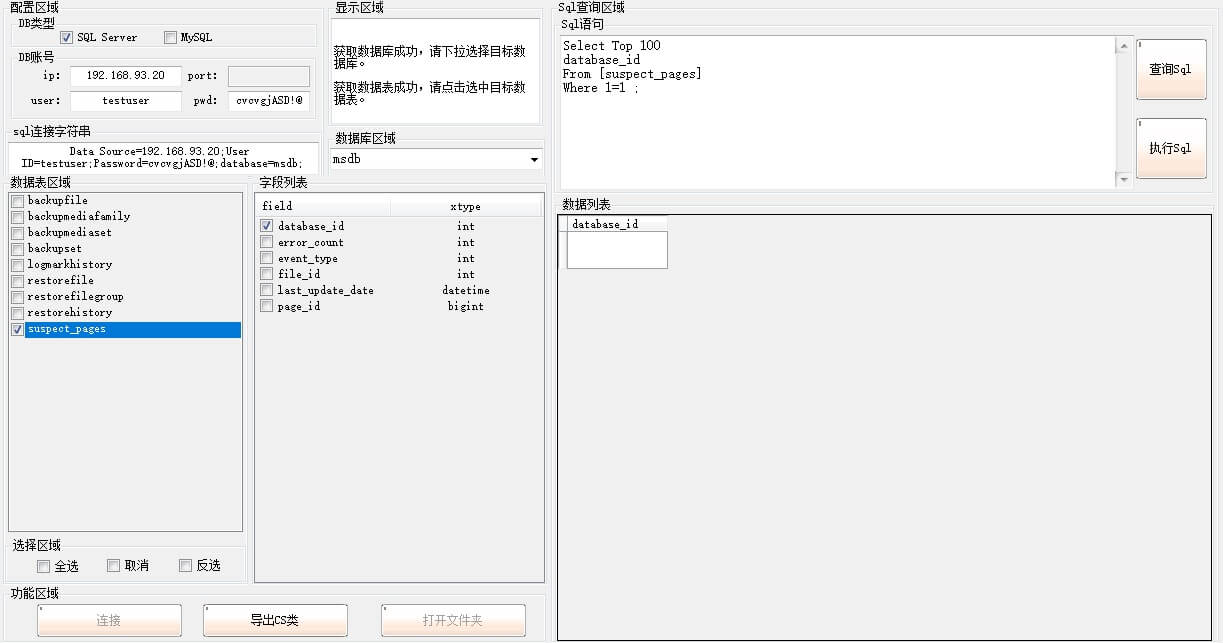 配置区域
DB类型
SQL Server
MySQL
DB账号
ip:
192.168.93.20
port:
user:
testuser
pwd:
cvcvgjASD!@
sql连接字符串
Data Source=192.168.93.20;User
ID=testuser;Password=cvcvgjASD!@;database=msdb;
显示区域
获取数据库成功，请下拉选择目标数
据库。
获取数据表成功，请点击选中目标数
据表。
数据库区域
msdb
数据表区域
backupfile
backupmediafamily
backupmediaset
backupset
logmarkhistory
restorefile
restorefilegroup
restorehistory
suspect_pages
字段列表
field xtype
database_id int
error_count int
event_type int
file_id int
last_update_date datetime
page_id bigint
选择区域
全选
取消
反选
功能区域
连接
导出CS类
打开文件夹
Sql查询区域
Sql语句
Select Top 100
database_id
From [suspect_pages]
Where 1=1 ;
查询Sql
执行Sql
数据列表
database_id